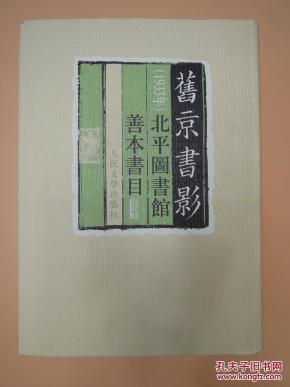 舊京書影
(1933年)
北平圖書館
善本書目
人民文學出版社
孔夫子旧书网